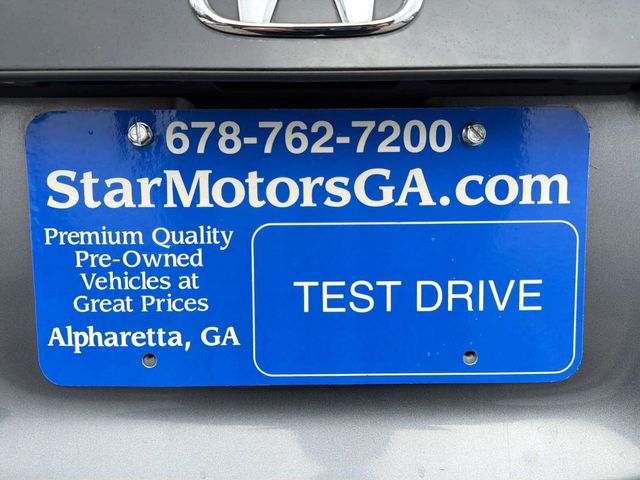 678-762-7200
StarMotorsGA.com
Premium Quality
Pre-Owned
Vehicles at
Great Prices
Alpharetta, GA
TEST DRIVE